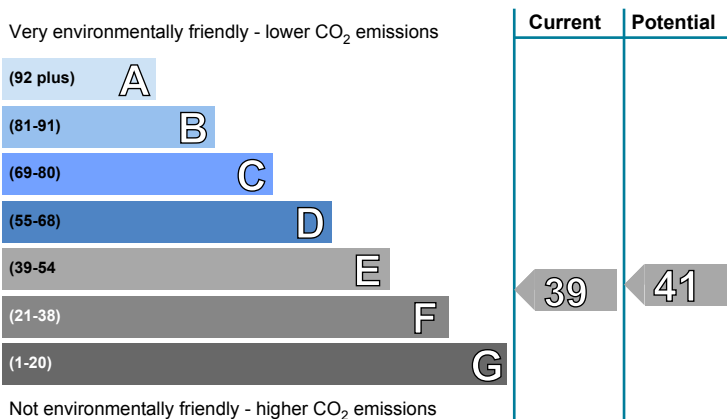 Very environmentally friendly - lower CO₂ emissions
Current
Potential
(92 plus) A
(81-91) B
(69-80) C
(55-68) D
(39-54 E
39
41
(21-38) F
(1-20) G
Not environmentally friendly - higher CO₂ emissions